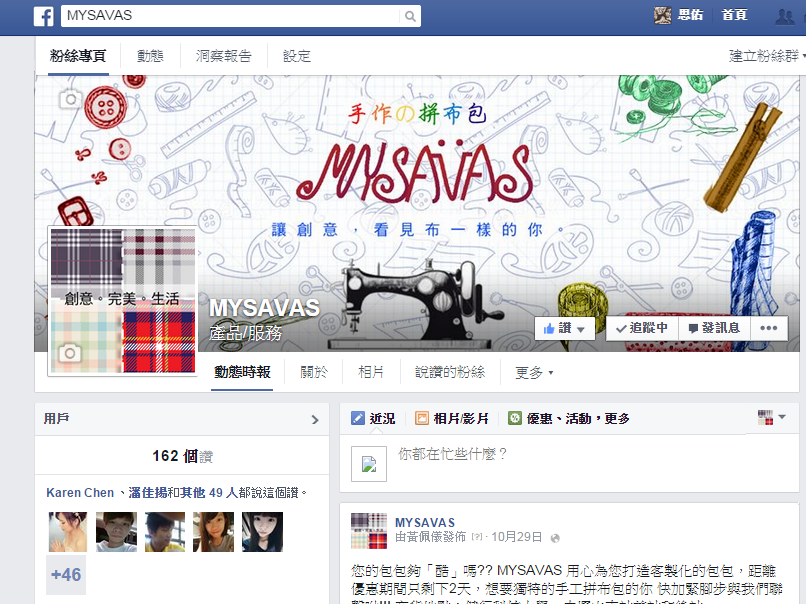 MYSAVAS
思佑 首頁
粉絲專頁 動態 洞察報告 設定 建立粉絲群
手作の拼布包
MYSAVAS
讓創意，看見布一樣的你。
創意。完美。生活
MYSAVAS
產品/服務
讚 追蹤中 發訊息
動態時報 關於 相片 說讚的粉絲 更多
用戶
162 個讚
Karen Chen、潘佳揚和其他 49 人都說這個讚。
+46
近況 相片/影片 優惠、活動，更多
你都在忙些什麼？
MYSAVAS
由黃佩儀發佈 [?] · 10月29日
您的包包夠「酷」嗎?? MYSAVAS 用心為您打造客製化的包包，距離
優惠期間只剩下2天，想要獨特的手工拼布包的你 快加緊腳步與我們聯